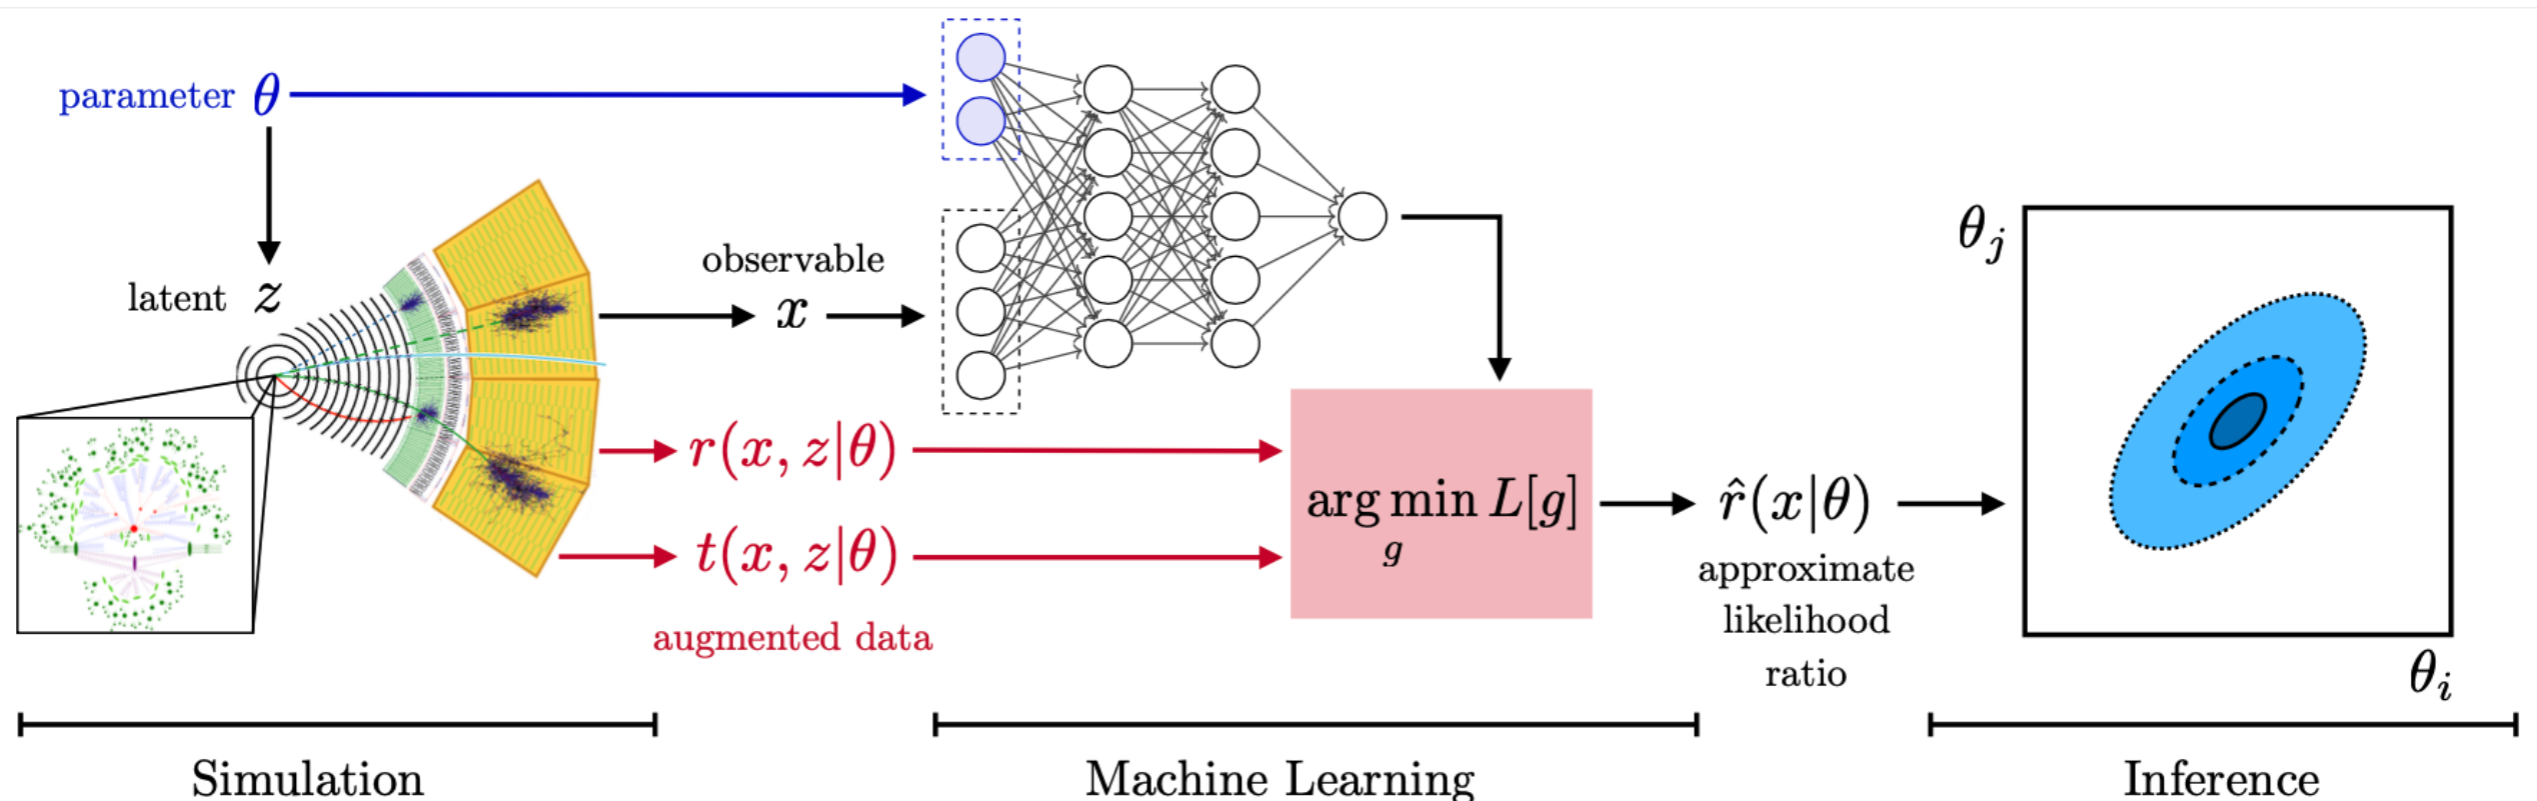 parameter θ
latent z
observable
x
r(x, z|θ)
t(x, z|θ)
augmented data
arg min L[g]
g
r̂(x|θ)
approximate
likelihood
ratio
θj
θi
Simulation
Machine Learning
Inference